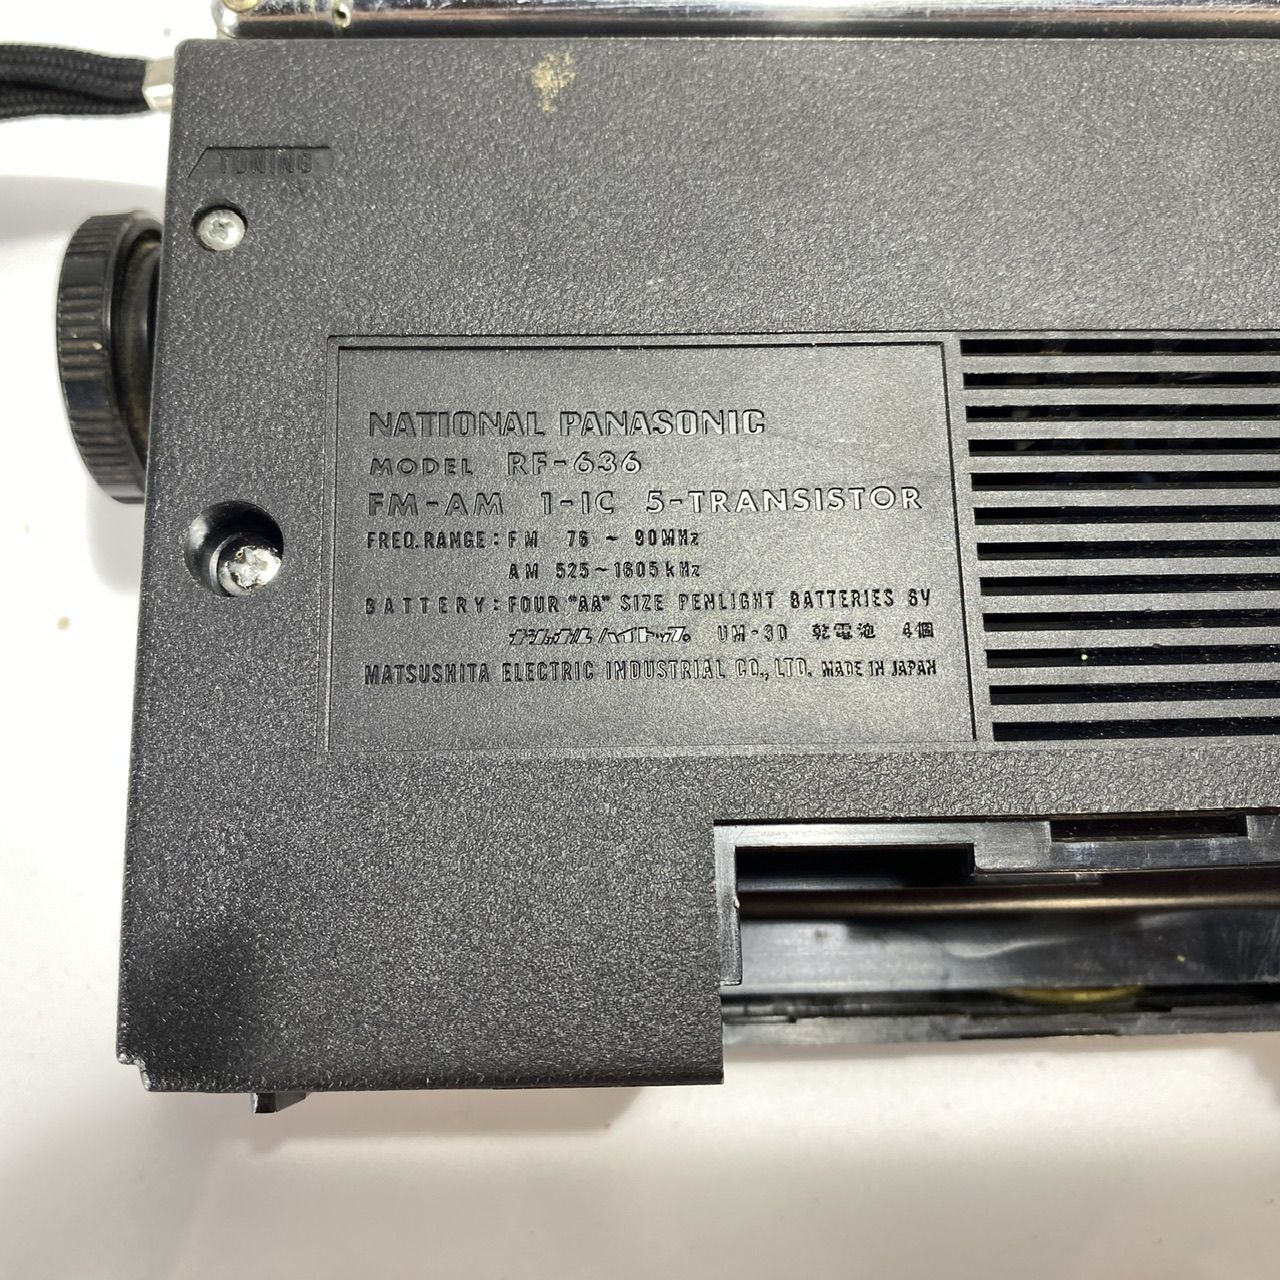 TUNING
NATIONAL PANASONIC
MODEL RF-636
FM-AM 1-IC 5-TRANSISTOR
FREQ. RANGE: FM 76 ~ 90MHz
AM 525~1605kHz
BATTERY: FOUR "AA" SIZE PENLIGHT BATTERIES 6V
ナショナル ハイトップ UM-3D 乾電池 4個
MATSUSHITA ELECTRIC INDUSTRIAL CO., LTD. MADE IN JAPAN